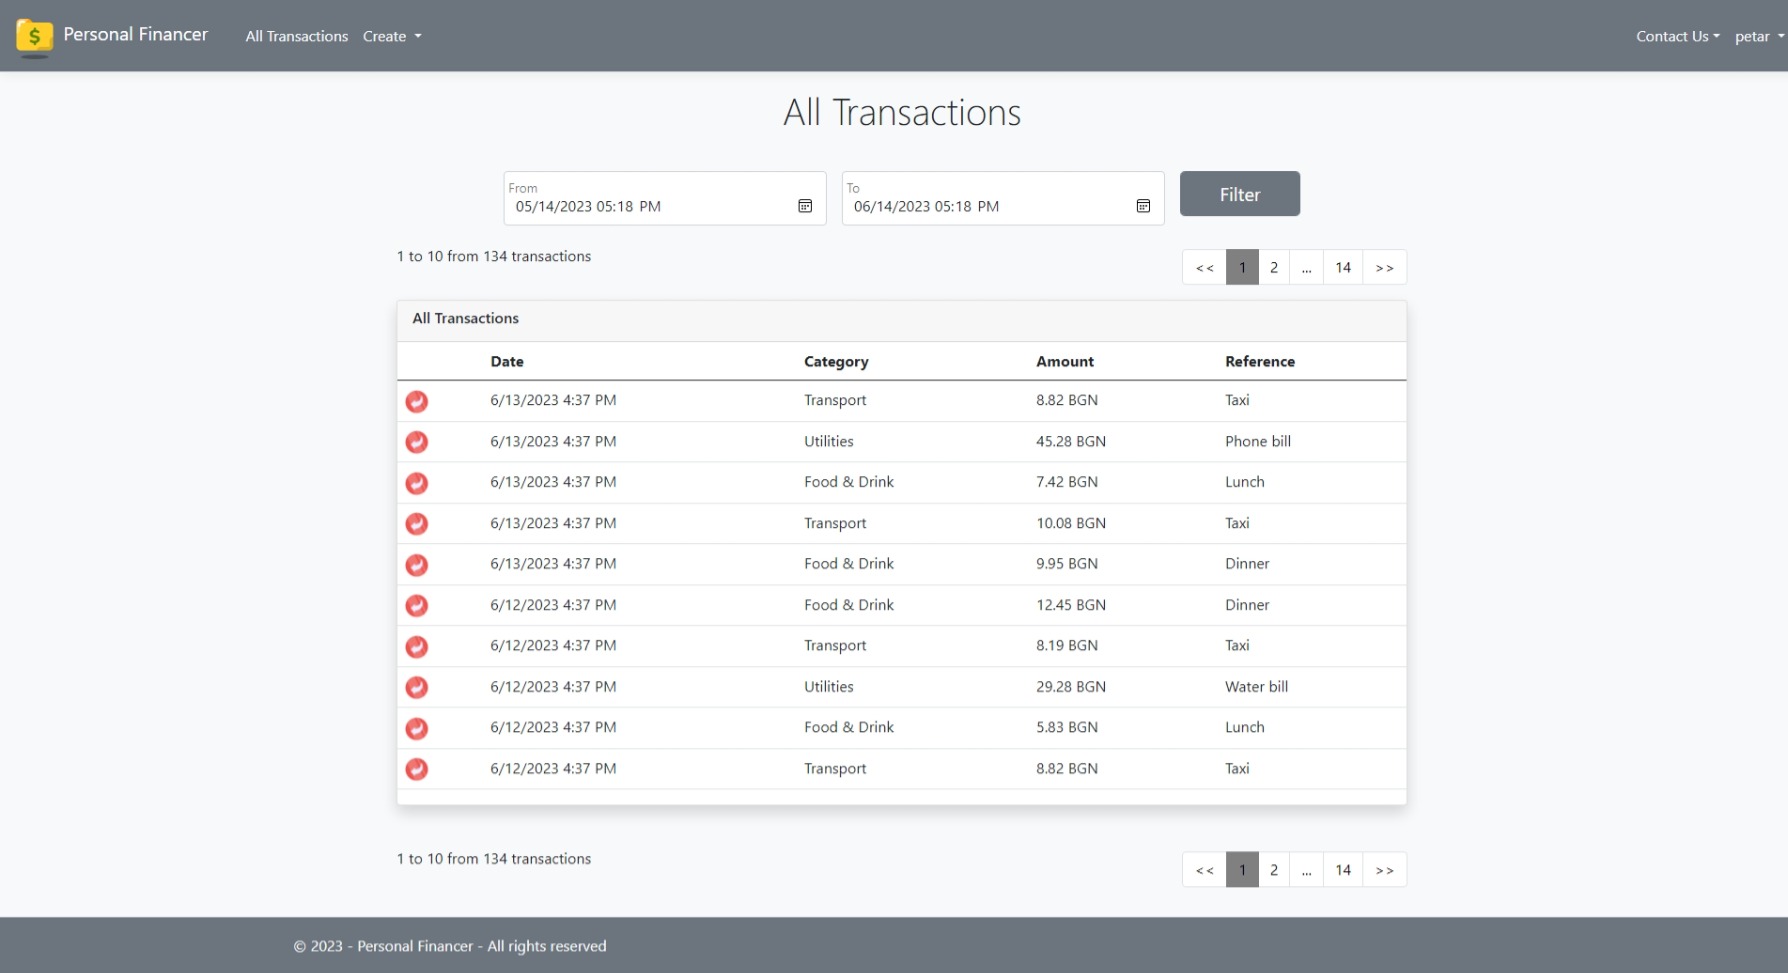 Personal Financer All Transactions Create Contact Us petar
All Transactions
From
05/14/2023 05:18 PM
To
06/14/2023 05:18 PM
Filter
1 to 10 from 134 transactions
<< 1 2 ... 14 >>
All Transactions
Date Category Amount Reference
6/13/2023 4:37 PM Transport 8.82 BGN Taxi
6/13/2023 4:37 PM Utilities 45.28 BGN Phone bill
6/13/2023 4:37 PM Food & Drink 7.42 BGN Lunch
6/13/2023 4:37 PM Transport 10.08 BGN Taxi
6/13/2023 4:37 PM Food & Drink 9.95 BGN Dinner
6/12/2023 4:37 PM Food & Drink 12.45 BGN Dinner
6/12/2023 4:37 PM Transport 8.19 BGN Taxi
6/12/2023 4:37 PM Utilities 29.28 BGN Water bill
6/12/2023 4:37 PM Food & Drink 5.83 BGN Lunch
6/12/2023 4:37 PM Transport 8.82 BGN Taxi
1 to 10 from 134 transactions
<< 1 2 ... 14 >>
© 2023 - Personal Financer - All rights reserved